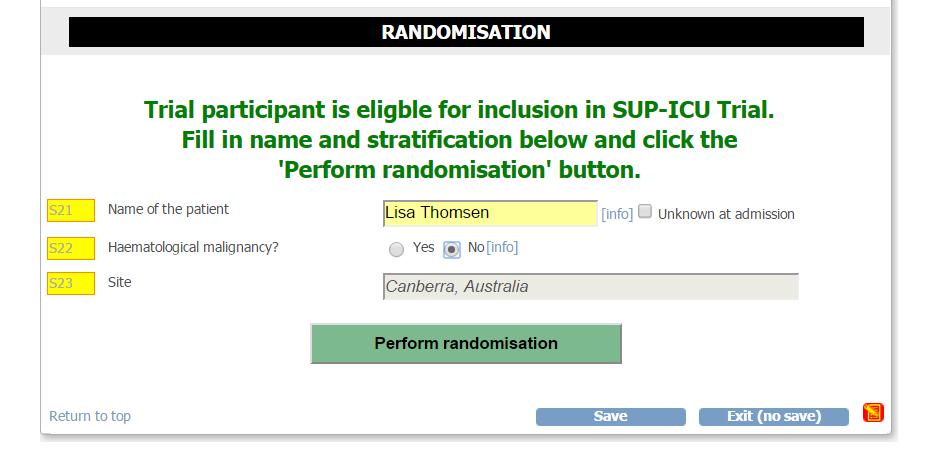 RANDOMISATION
Trial participant is eligble for inclusion in SUP-ICU Trial.
Fill in name and stratification below and click the
'Perform randomisation' button.
S21 Name of the patient Lisa Thomsen [info] Unknown at admission
S22 Haematological malignancy? Yes No [info]
S23 Site Canberra, Australia
Perform randomisation
Return to top Save Exit (no save)